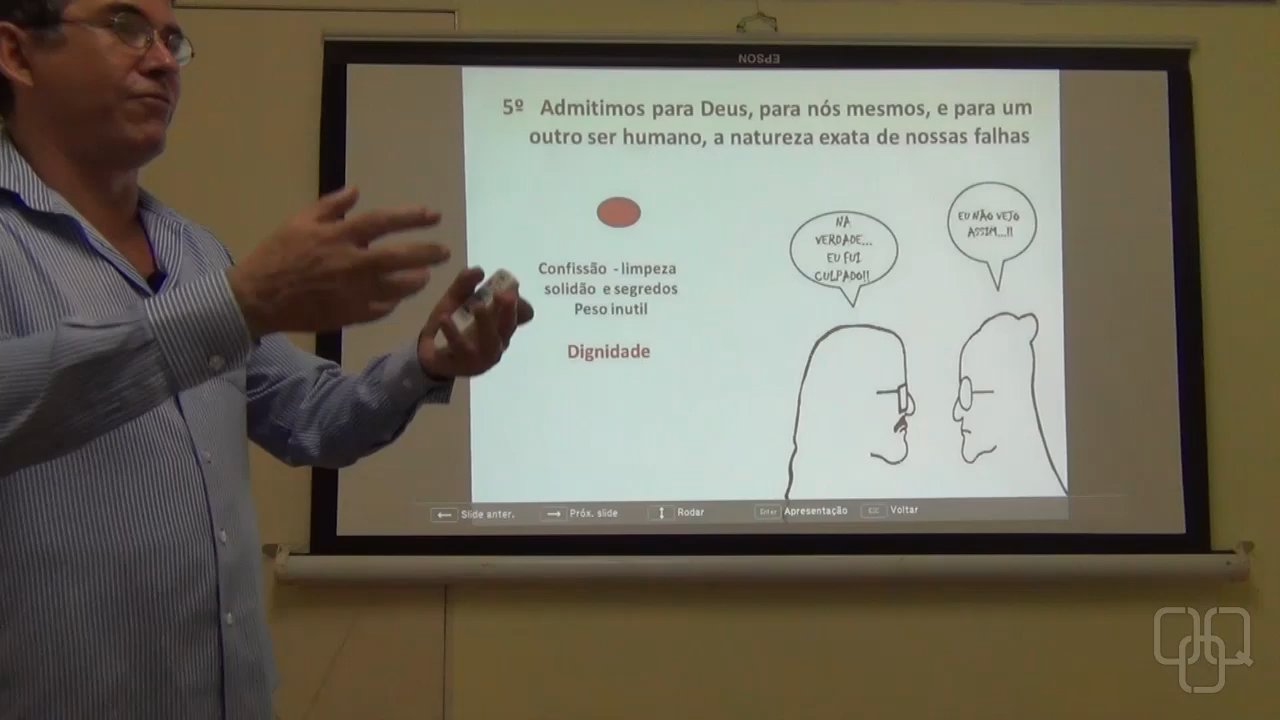 EPSON
5º Admitimos para Deus, para nós mesmos, e para um
outro ser humano, a natureza exata de nossas falhas
Confissão - limpeza
solidão e segredos
Peso inutil
Dignidade
NA
VERDADE...
EU FUI
CULPADO!!
EU NÃO VEJO
ASSIM...!!
Slide anter.
Próx. slide
Rodar
Enter
Apresentação
ESC
Voltar